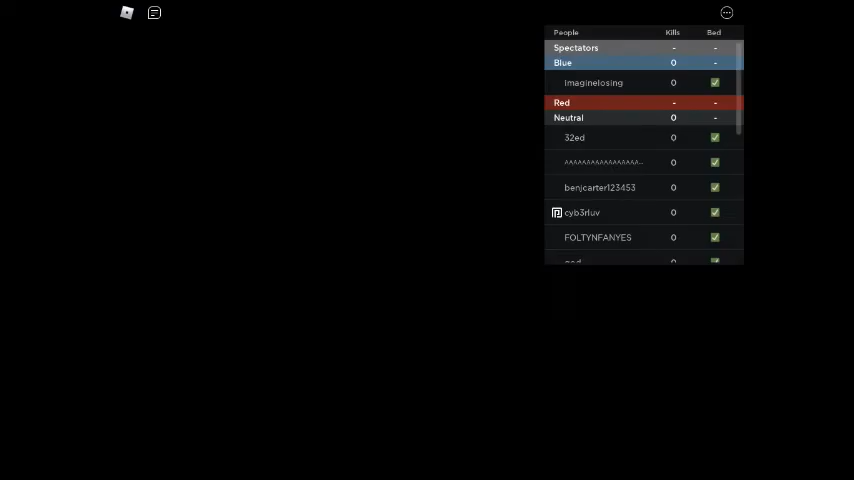 People Kills Bed
Spectators - -
Blue 0 -
Imaginelosing 0
Red - -
Neutral 0 -
32ed 0
benjcarter123453 0
cyb3rluv 0
FOLTYNFANYES 0